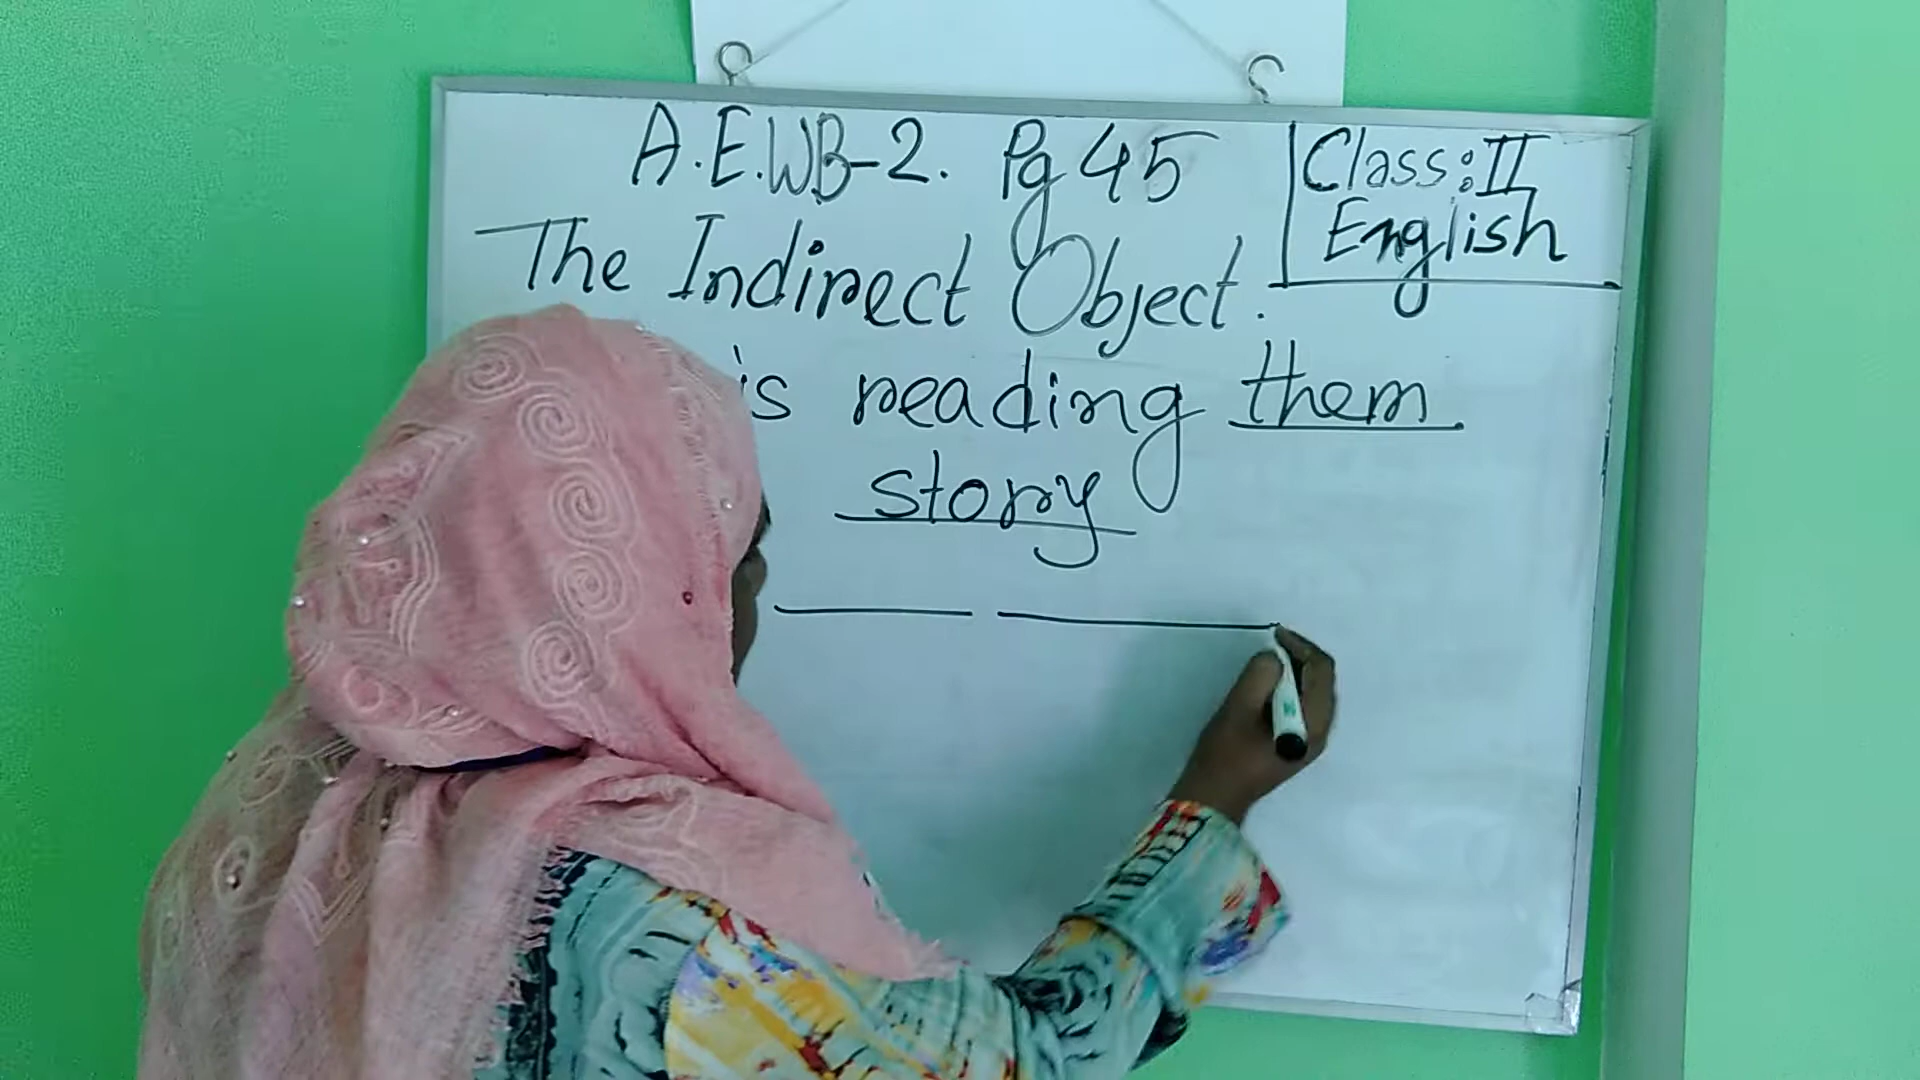 A.E.WB-2. Pg 45
Class: II
English
The Indirect Object.
is reading them
story